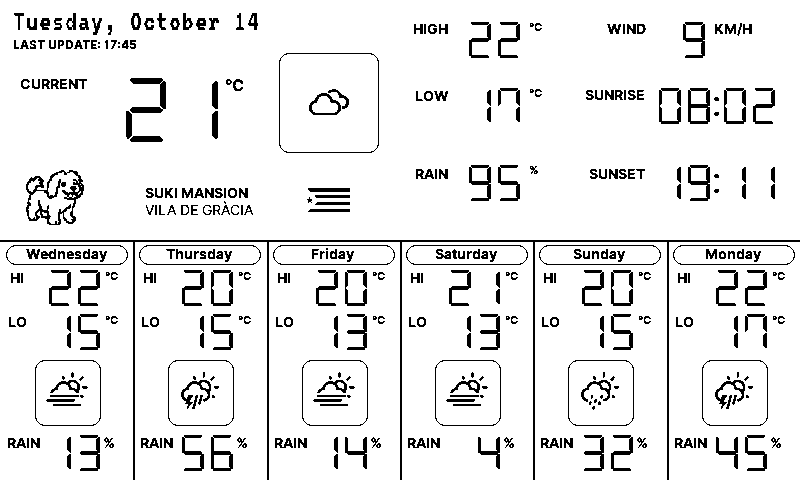 Tuesday, October 14
LAST UPDATE: 17:45
CURRENT 21 °C
HIGH 22 °C
WIND 9 KM/H
LOW 17 °C
SUNRISE 08:02
RAIN 95 %
SUNSET 19:11
SUKI MANSION
VILA DE GRÀCIA
Wednesday
HI 22 °C
LO 15 °C
RAIN 13 %
Thursday
HI 20 °C
LO 15 °C
RAIN 56 %
Friday
HI 20 °C
LO 13 °C
RAIN 14 %
Saturday
HI 21 °C
LO 13 °C
RAIN 4 %
Sunday
HI 20 °C
LO 15 °C
RAIN 32 %
Monday
HI 22 °C
LO 17 °C
RAIN 45 %